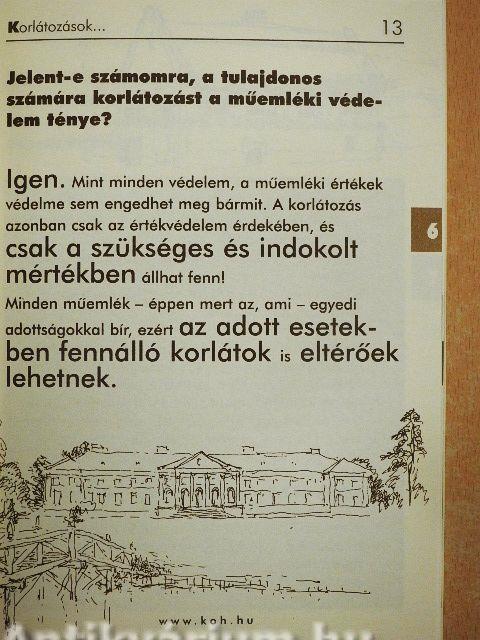 Korlátozások...
13
Jelent-e számomra, a tulajdonos
számára korlátozást a műemléki véde-
lem ténye?
Igen. Mint minden védelem, a műemléki értékek
védelme sem engedhet meg bármit. A korlátozás
azonban csak az értékvédelem érdekében, és
csak a szükséges és indokolt
mértékben állhat fenn!
Minden műemlék – éppen mert az, ami – egyedi
adottságokkal bír, ezért az adott esetek-
ben fennálló korlátok is eltérőek
lehetnek.
6
www.koh.hu
Antikvárium.hu